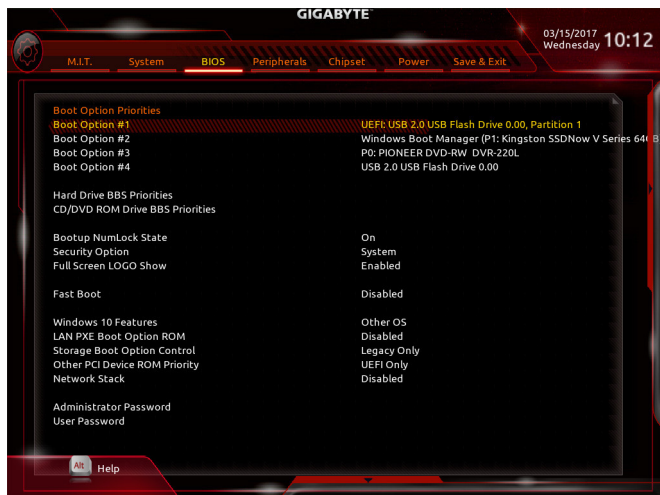 GIGABYTE™
03/15/2017
Wednesday 10:12
M.I.T. System BIOS Peripherals Chipset Power Save & Exit
Boot Option Priorities
Boot Option #1 UEFI: USB 2.0 USB Flash Drive 0.00, Partition 1
Boot Option #2 Windows Boot Manager (P1: Kingston SSDNow V Series 64G B
Boot Option #3 P0: PIONEER DVD-RW DVR-220L
Boot Option #4 USB 2.0 USB Flash Drive 0.00
Hard Drive BBS Priorities
CD/DVD ROM Drive BBS Priorities
Bootup NumLock State On
Security Option System
Full Screen LOGO Show Enabled
Fast Boot Disabled
Windows 10 Features Other OS
LAN PXE Boot Option ROM Disabled
Storage Boot Option Control Legacy Only
Other PCI Device ROM Priority UEFI Only
Network Stack Disabled
Administrator Password
User Password
Alt Help